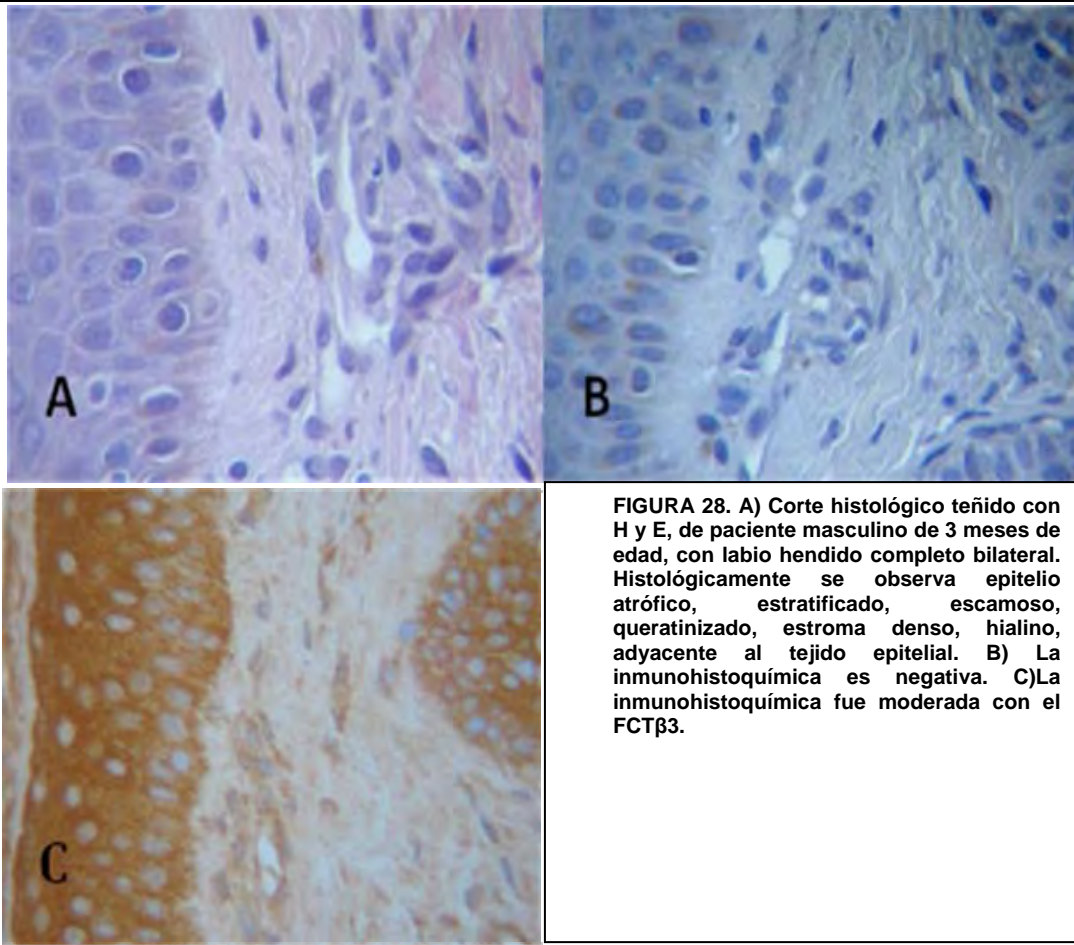 A
B
C
FIGURA 28. A) Corte histológico teñido con
H y E, de paciente masculino de 3 meses de
edad, con labio hendido completo bilateral.
Histológicamente se observa epitelio
atrófico, estratificado, escamoso,
queratinizado, estroma denso, hialino,
adyacente al tejido epitelial. B) La
inmunohistoquímica es negativa. C)La
inmunohistoquímica fue moderada con el
FCTβ3.